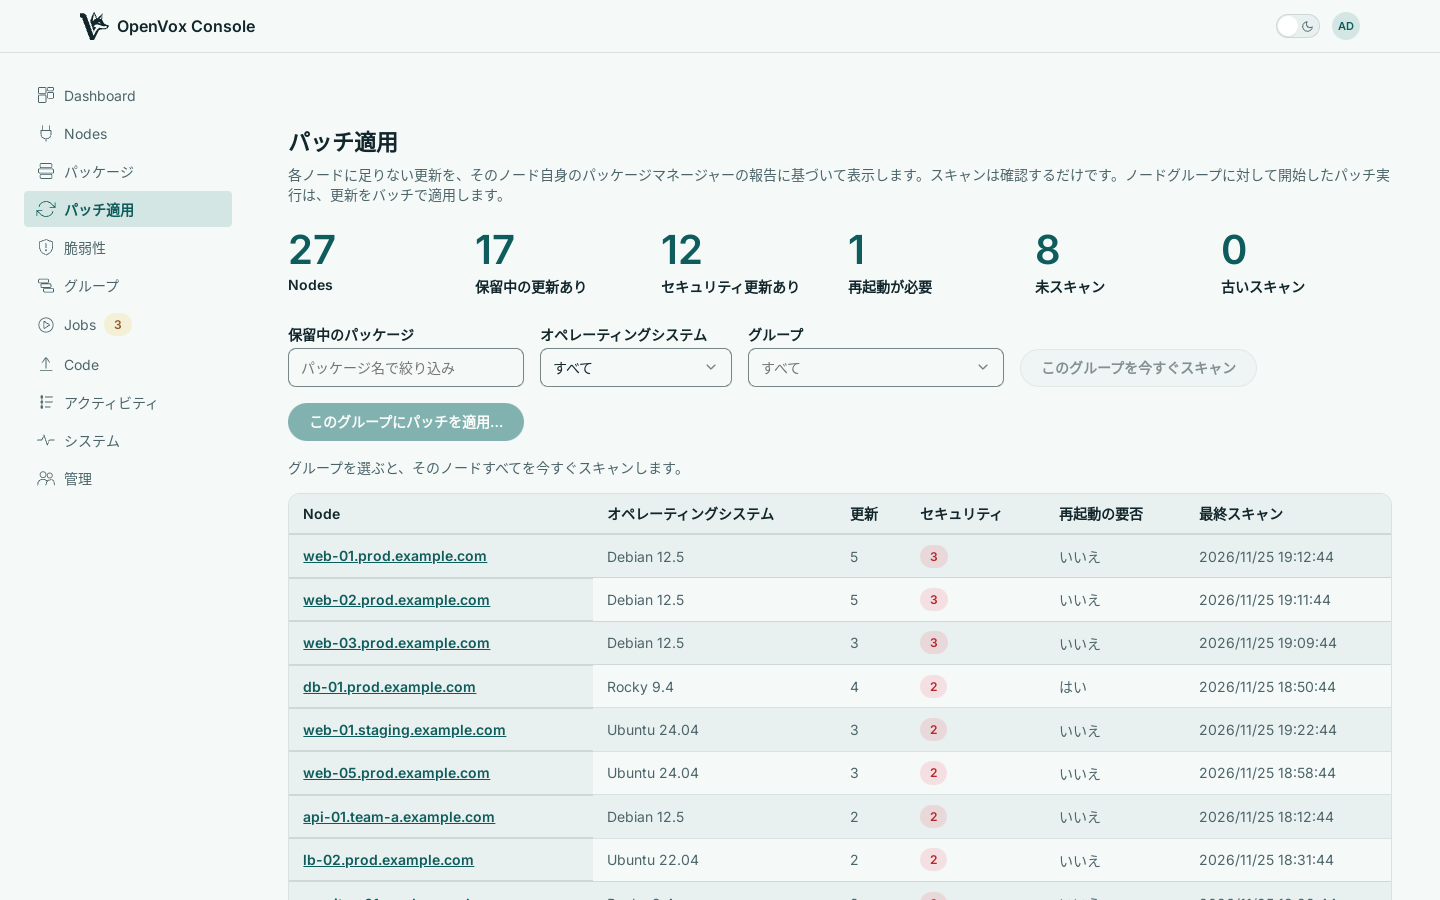 OpenVox Console
AD
Dashboard
Nodes
パッケージ
パッチ適用
脆弱性
グループ
Jobs 3
Code
アクティビティ
システム
管理
パッチ適用
各ノードに足りない更新を、そのノード自身のパッケージマネージャーの報告に基づいて表示します。スキャンは確認するだけです。ノードグループに対して開始したパッチ実
行は、更新をバッチで適用します。
27 17 12 1 8 0
Nodes 保留中の更新あり セキュリティ更新あり 再起動が必要 未スキャン 古いスキャン
保留中のパッケージ オペレーティングシステム グループ
パッケージ名で絞り込み すべて すべて このグループを今すぐスキャン
このグループにパッチを適用...
グループを選ぶと、そのノードすべてを今すぐスキャンします。
Node オペレーティングシステム 更新 セキュリティ 再起動の要否 最終スキャン
web-01.prod.example.com Debian 12.5 5 3 いいえ 2026/11/25 19:12:44
web-02.prod.example.com Debian 12.5 5 3 いいえ 2026/11/25 19:11:44
web-03.prod.example.com Debian 12.5 3 3 いいえ 2026/11/25 19:09:44
db-01.prod.example.com Rocky 9.4 4 2 はい 2026/11/25 18:50:44
web-01.staging.example.com Ubuntu 24.04 3 2 いいえ 2026/11/25 19:22:44
web-05.prod.example.com Ubuntu 24.04 3 2 いいえ 2026/11/25 18:58:44
api-01.team-a.example.com Debian 12.5 2 2 いいえ 2026/11/25 18:12:44
lb-02.prod.example.com Ubuntu 22.04 2 2 いいえ 2026/11/25 18:31:44